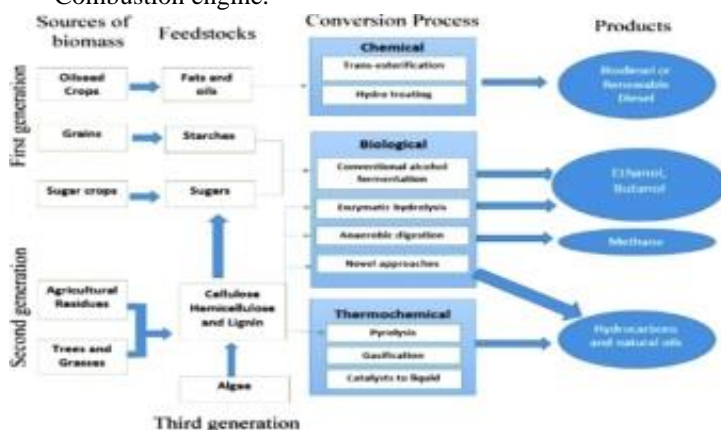 Combustion engine.
Sources of
biomass
Feedstocks
Conversion Process
Products
First generation
Oilseed
Crops
Fats and
oils
Chemical
Trans-esterification
Hydro treating
Biodiesel or
Renewable
Diesel
Grains
Starches
Sugar crops
Sugars
Biological
Conventional alcohol
fermentation
Enzymatic hydrolysis
Anaerobic digestion
Novel approaches
Ethanol,
Butanol
Methane
Second generation
Agricultural
Residues
Trees and
Grasses
Cellulose
Hemicellulose
and Lignin
Thermochemical
Pyrolysis
Gasification
Catalysts to liquid
Hydrocarbons
and natural oils
Algae
Third generation